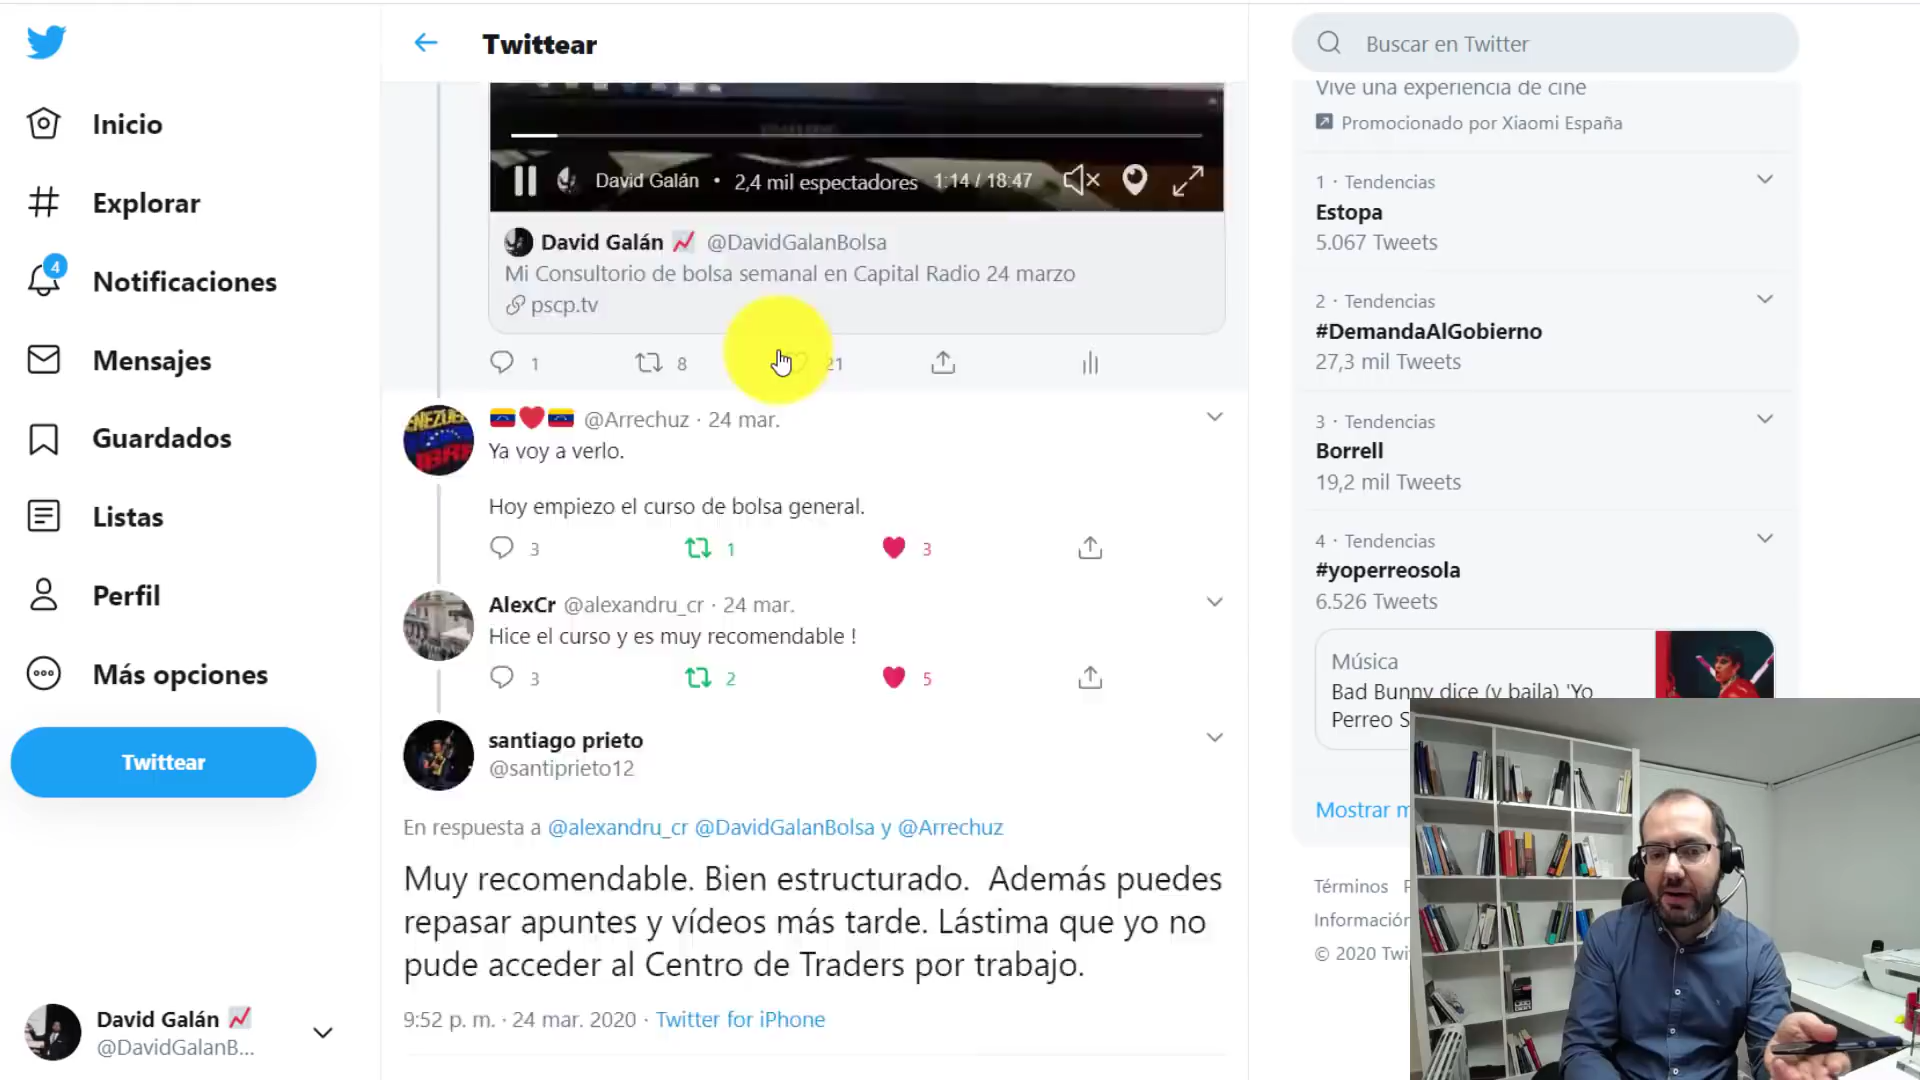 Twittear
Buscar en Twitter
Inicio
Explorar
4
Notificaciones
Mensajes
Guardados
Listas
Perfil
Más opciones
Twittear
David Galán
@DavidGalanB...
David Galán • 2,4 mil espectadores 1:14 / 18:47
David Galán @DavidGalanBolsa
Mi Consultorio de bolsa semanal en Capital Radio 24 marzo
pscp.tv
1 8 21
@Arrechuz · 24 mar.
Ya voy a verlo.
Hoy empiezo el curso de bolsa general.
3 1 3
AlexCr @alexandru_cr · 24 mar.
Hice el curso y es muy recomendable !
3 2 5
santiago prieto
@santiprieto12
En respuesta a @alexandru_cr @DavidGalanBolsa y @Arrechuz
Muy recomendable. Bien estructurado. Además puedes
repasar apuntes y vídeos más tarde. Lástima que yo no
pude acceder al Centro de Traders por trabajo.
9:52 p. m. · 24 mar. 2020 · Twitter for iPhone
Vive una experiencia de cine
Promocionado por Xiaomi España
1 · Tendencias
Estopa
5.067 Tweets
2 · Tendencias
#DemandaAlGobierno
27,3 mil Tweets
3 · Tendencias
Borrell
19,2 mil Tweets
4 · Tendencias
#yoperreosola
6.526 Tweets
Música
Bad Bunny dice (y baila) 'Yo
Perreo S
Mostrar m
Términos P
Información
© 2020 Twi